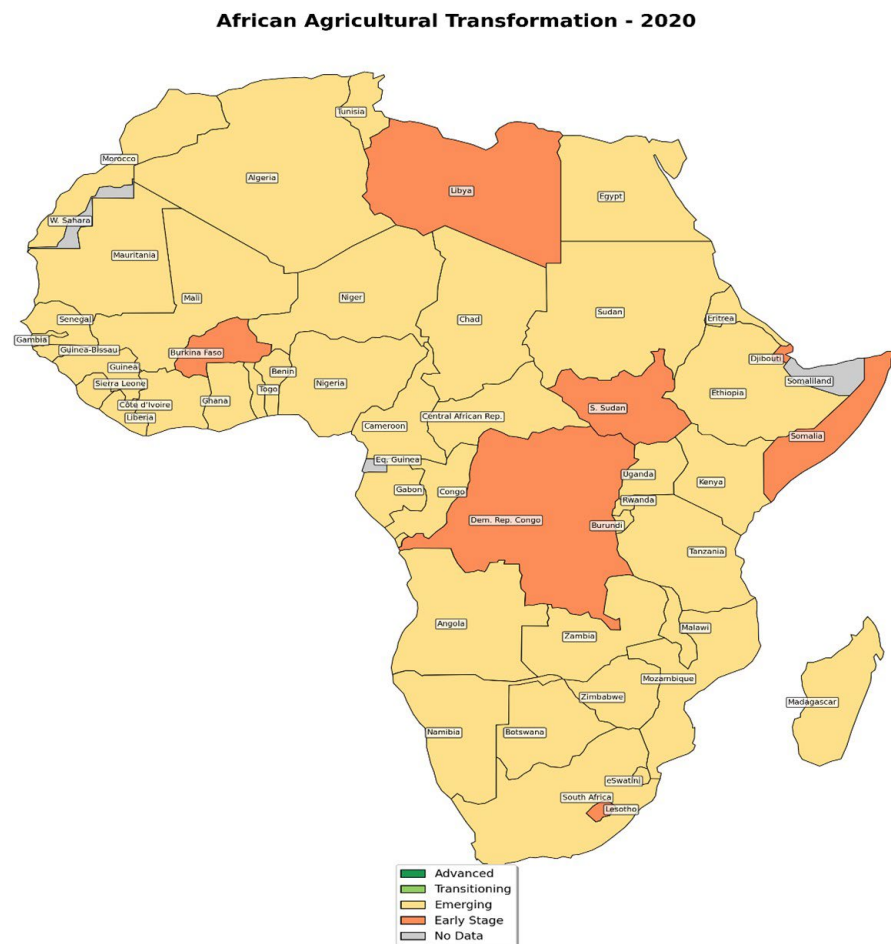 African Agricultural Transformation - 2020
Tunisia
Morocco
Algeria
Libya
Egypt
W. Sahara
Mauritania
Mali
Niger
Chad
Sudan
Eritrea
Senegal
Gambia
Guinea-Bissau
Burkina Faso
Djibouti
Guinea
Benin
Somaliland
Sierra Leone
Togo
Nigeria
Ethiopia
Ghana
Côte d'Ivoire
Liberia
Central African Rep.
S. Sudan
Cameroon
Somalia
Eq. Guinea
Uganda
Kenya
Gabon
Congo
Rwanda
Dem. Rep. Congo
Burundi
Tanzania
Angola
Malawi
Zambia
Mozambique
Zimbabwe
Madagascar
Namibia
Botswana
eSwatini
South Africa
Lesotho
Advanced
Transitioning
Emerging
Early Stage
No Data